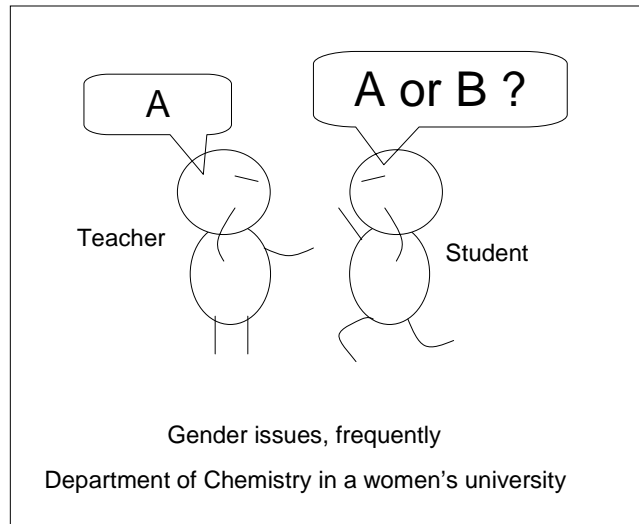 A
A or B ?
Teacher
Student
Gender issues, frequently
Department of Chemistry in a women's university